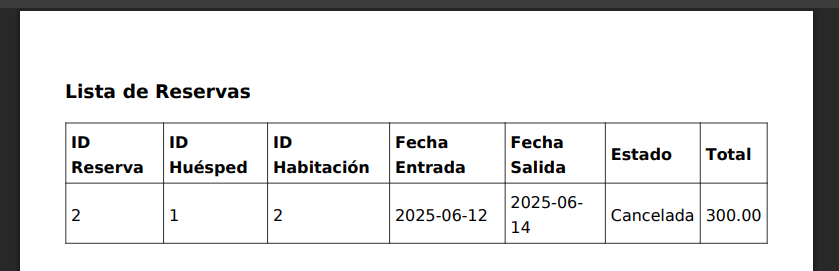 Lista de Reservas
ID Reserva ID Huésped ID Habitación Fecha Entrada Fecha Salida Estado Total
2 1 2 2025-06-12 2025-06-14 Cancelada 300.00